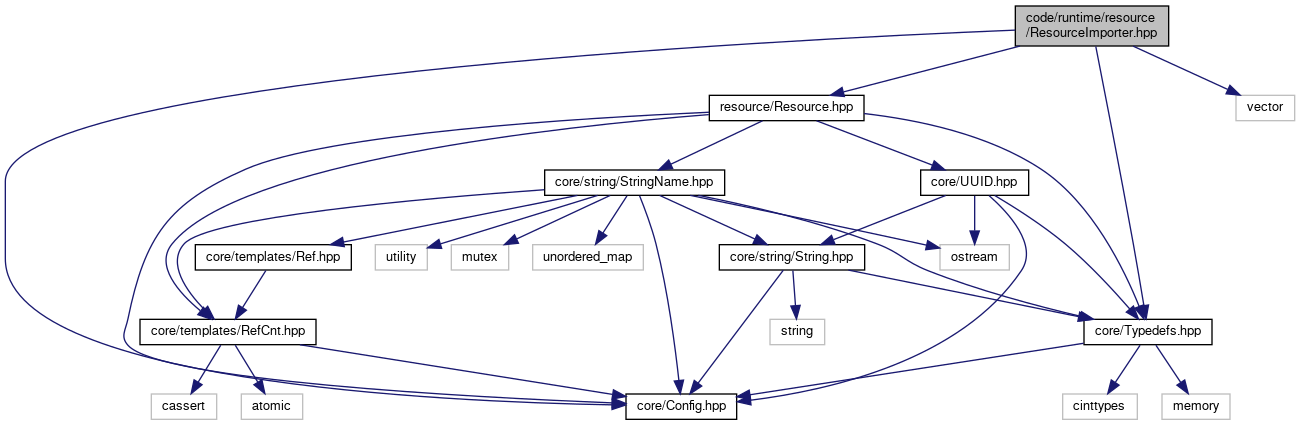 code/runtime/resource
/ResourceImporter.hpp
resource/Resource.hpp
vector
core/string/StringName.hpp
core/UUID.hpp
core/templates/Ref.hpp
utility
mutex
unordered_map
core/string/String.hpp
ostream
core/templates/RefCnt.hpp
string
core/Typedefs.hpp
cassert
atomic
core/Config.hpp
cinttypes
memory